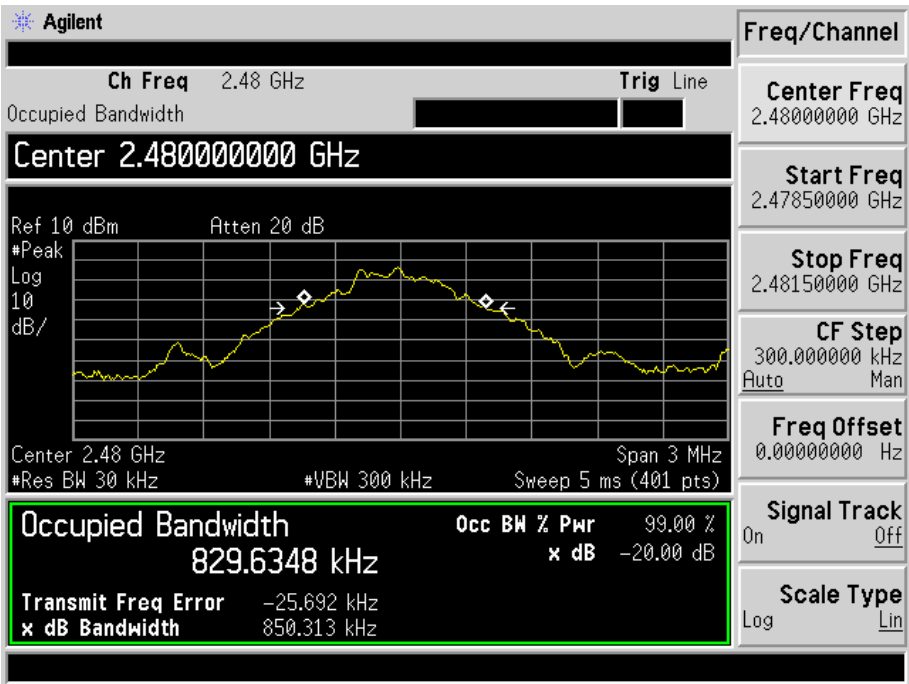 Agilent
Freq/Channel
Ch Freq 2.48 GHz Trig Line
Occupied Bandwidth
Center 2.480000000 GHz
Ref 10 dBm Atten 20 dB
#Peak
Log
10
dB/
Center 2.48 GHz Span 3 MHz
#Res BW 30 kHz #VBW 300 kHz Sweep 5 ms (401 pts)
Occupied Bandwidth
829.6348 kHz
Occ BW % Pwr 99.00 %
x dB -20.00 dB
Transmit Freq Error -25.692 kHz
x dB Bandwidth 850.313 kHz
Center Freq
2.48000000 GHz
Start Freq
2.47850000 GHz
Stop Freq
2.48150000 GHz
CF Step
300.000000 kHz
Auto Man
Freq Offset
0.00000000 Hz
Signal Track
On Off
Scale Type
Log Lin